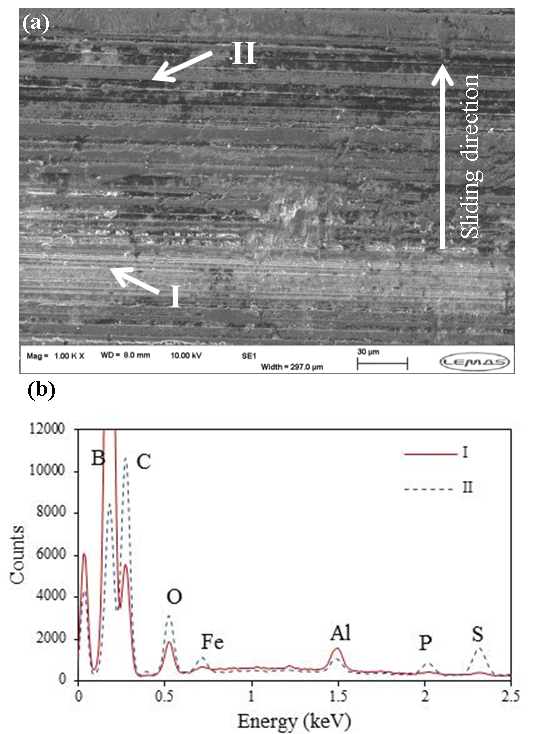 (a)
II
Sliding direction
I
Mag = 1.00 K X WD = 8.0 mm 10.00 kV SE1 30 µm
Width = 297.0 µm
LEMAS
(b)
12000
10000
8000
6000
4000
2000
0
Counts
B
C
O
Fe
Al
P
S
I
II
0 0.5 1 1.5 2 2.5
Energy (keV)